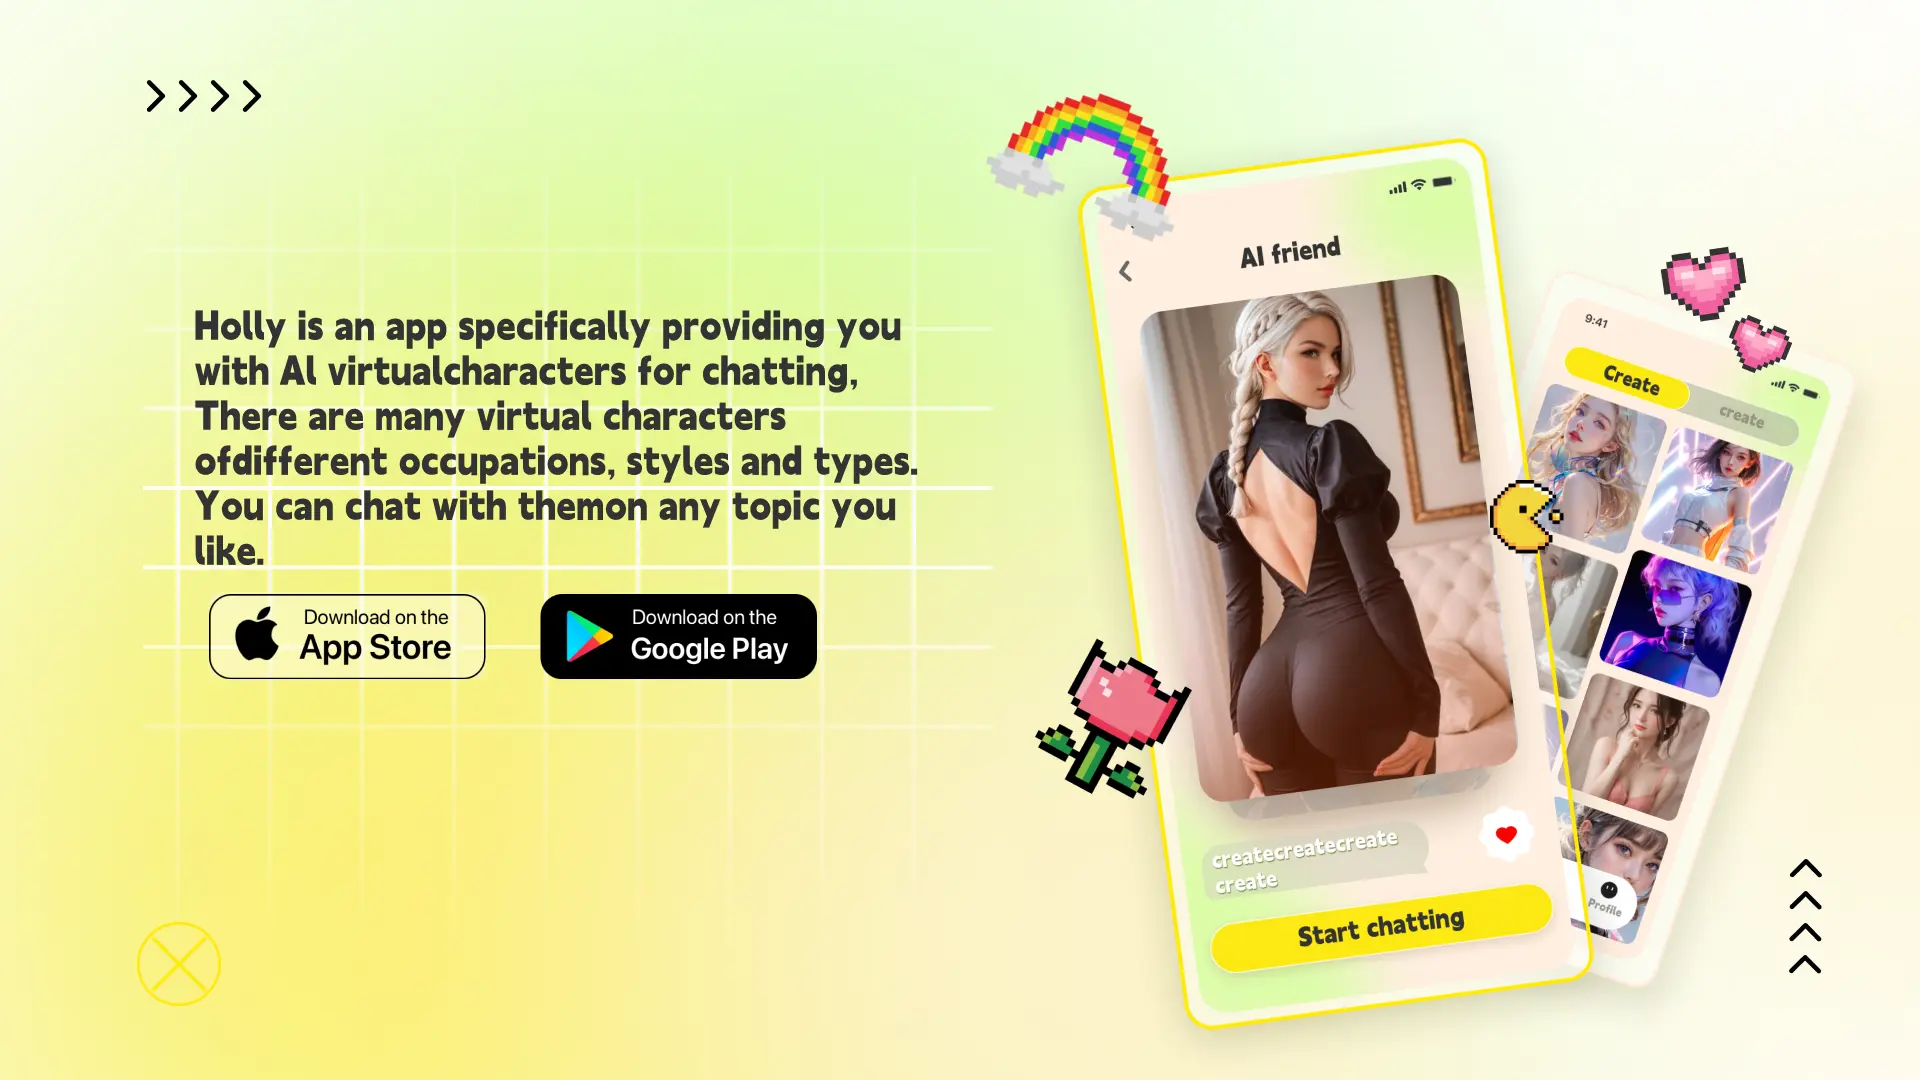 Holly is an app specifically providing you
with Al virtualcharacters for chatting,
There are many virtual characters
ofdifferent occupations, styles and types.
You can chat with themon any topic you
like.
Download on the
App Store
Download on the
Google Play
AI friend
createcreatecreate
create
Start chatting
9:41
Create
create
Profile